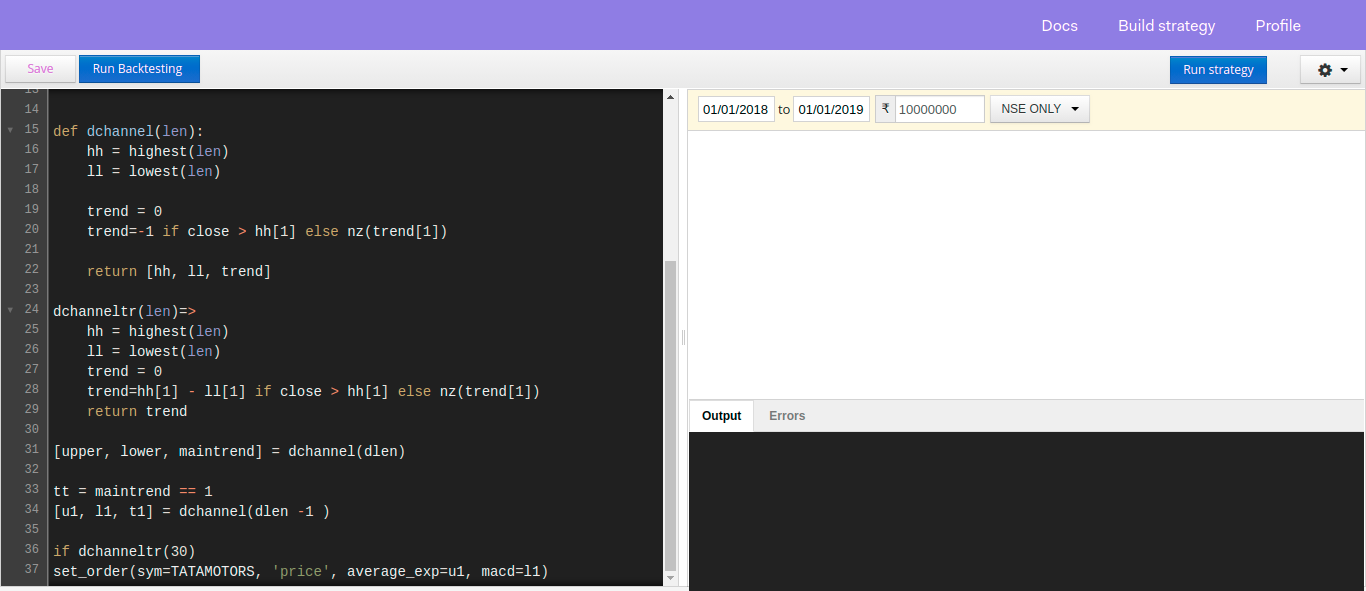 Docs Build strategy Profile
Save Run Backtesting Run strategy
01/01/2018 to 01/01/2019 ₹ 10000000 NSE ONLY
13
14
15 def dchannel(len):
16 hh = highest(len)
17 ll = lowest(len)
18
19 trend = 0
20 trend=-1 if close > hh[1] else nz(trend[1])
21
22 return [hh, ll, trend]
23
24 dchanneltr(len)=>
25 hh = highest(len)
26 ll = lowest(len)
27 trend = 0
28 trend=hh[1] - ll[1] if close > hh[1] else nz(trend[1])
29 return trend
30
31 [upper, lower, maintrend] = dchannel(dlen)
32
33 tt = maintrend == 1
34 [u1, l1, t1] = dchannel(dlen -1 )
35
36 if dchanneltr(30)
37 set_order(sym=TATAMOTORS, 'price', average_exp=u1, macd=l1)
Output Errors